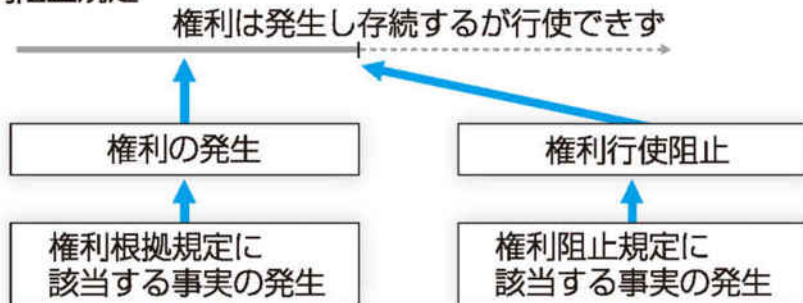 権利は発生し存続するが行使できず
権利の発生
権利行使阻止
権利根拠規定に
該当する事実の発生
権利阻止規定に
該当する事実の発生